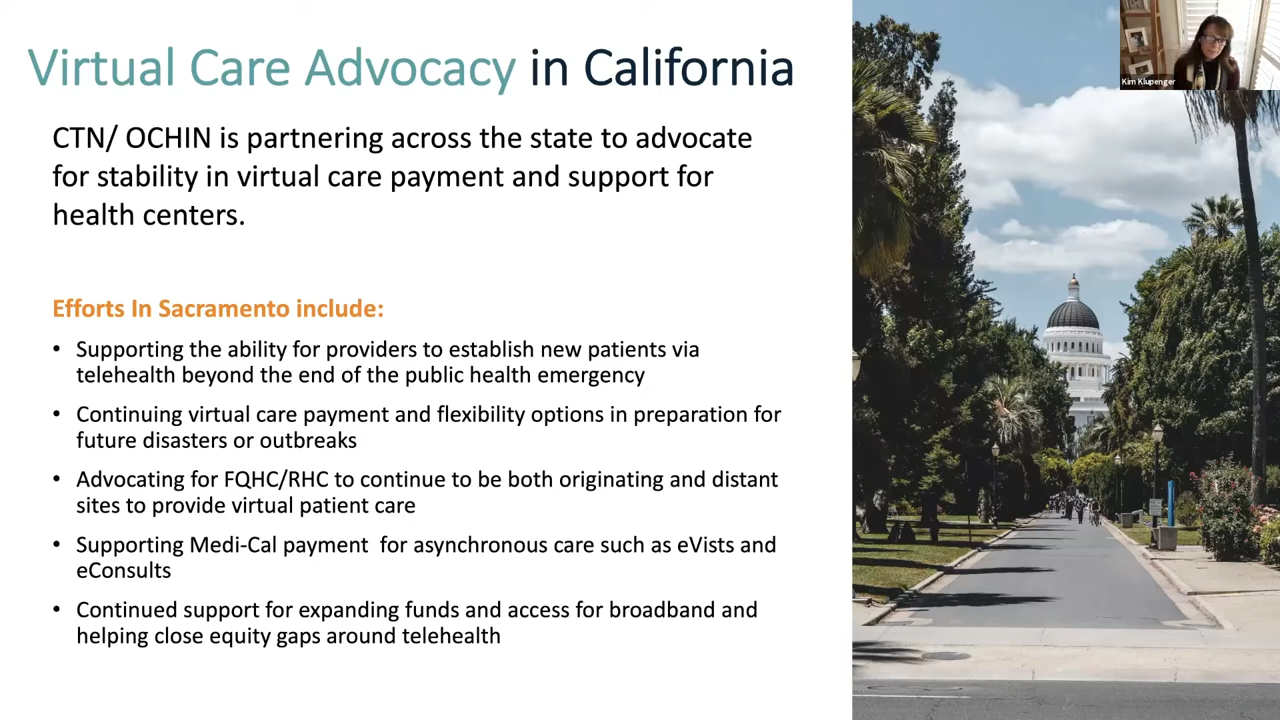 Virtual Care Advocacy in California
CTN/ OCHIN is partnering across the state to advocate
for stability in virtual care payment and support for
health centers.
Efforts In Sacramento include:
• Supporting the ability for providers to establish new patients via
telehealth beyond the end of the public health emergency
• Continuing virtual care payment and flexibility options in preparation for
future disasters or outbreaks
• Advocating for FQHC/RHC to continue to be both originating and distant
sites to provide virtual patient care
• Supporting Medi-Cal payment  for asynchronous care such as eVists and
eConsults
• Continued support for expanding funds and access for broadband and
helping close equity gaps around telehealth
Kim Klupenger